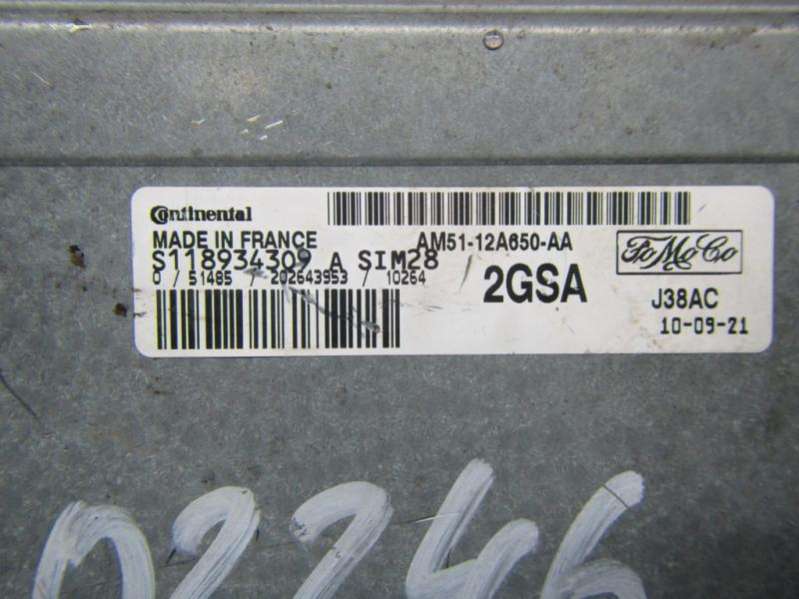 Continental
MADE IN FRANCE
AM51-12A650-AA
FoMoCo
S118934309 A SIM28
0 / 51485 / 202643953 / 10264
2GSA
J38AC
10-09-21
02246